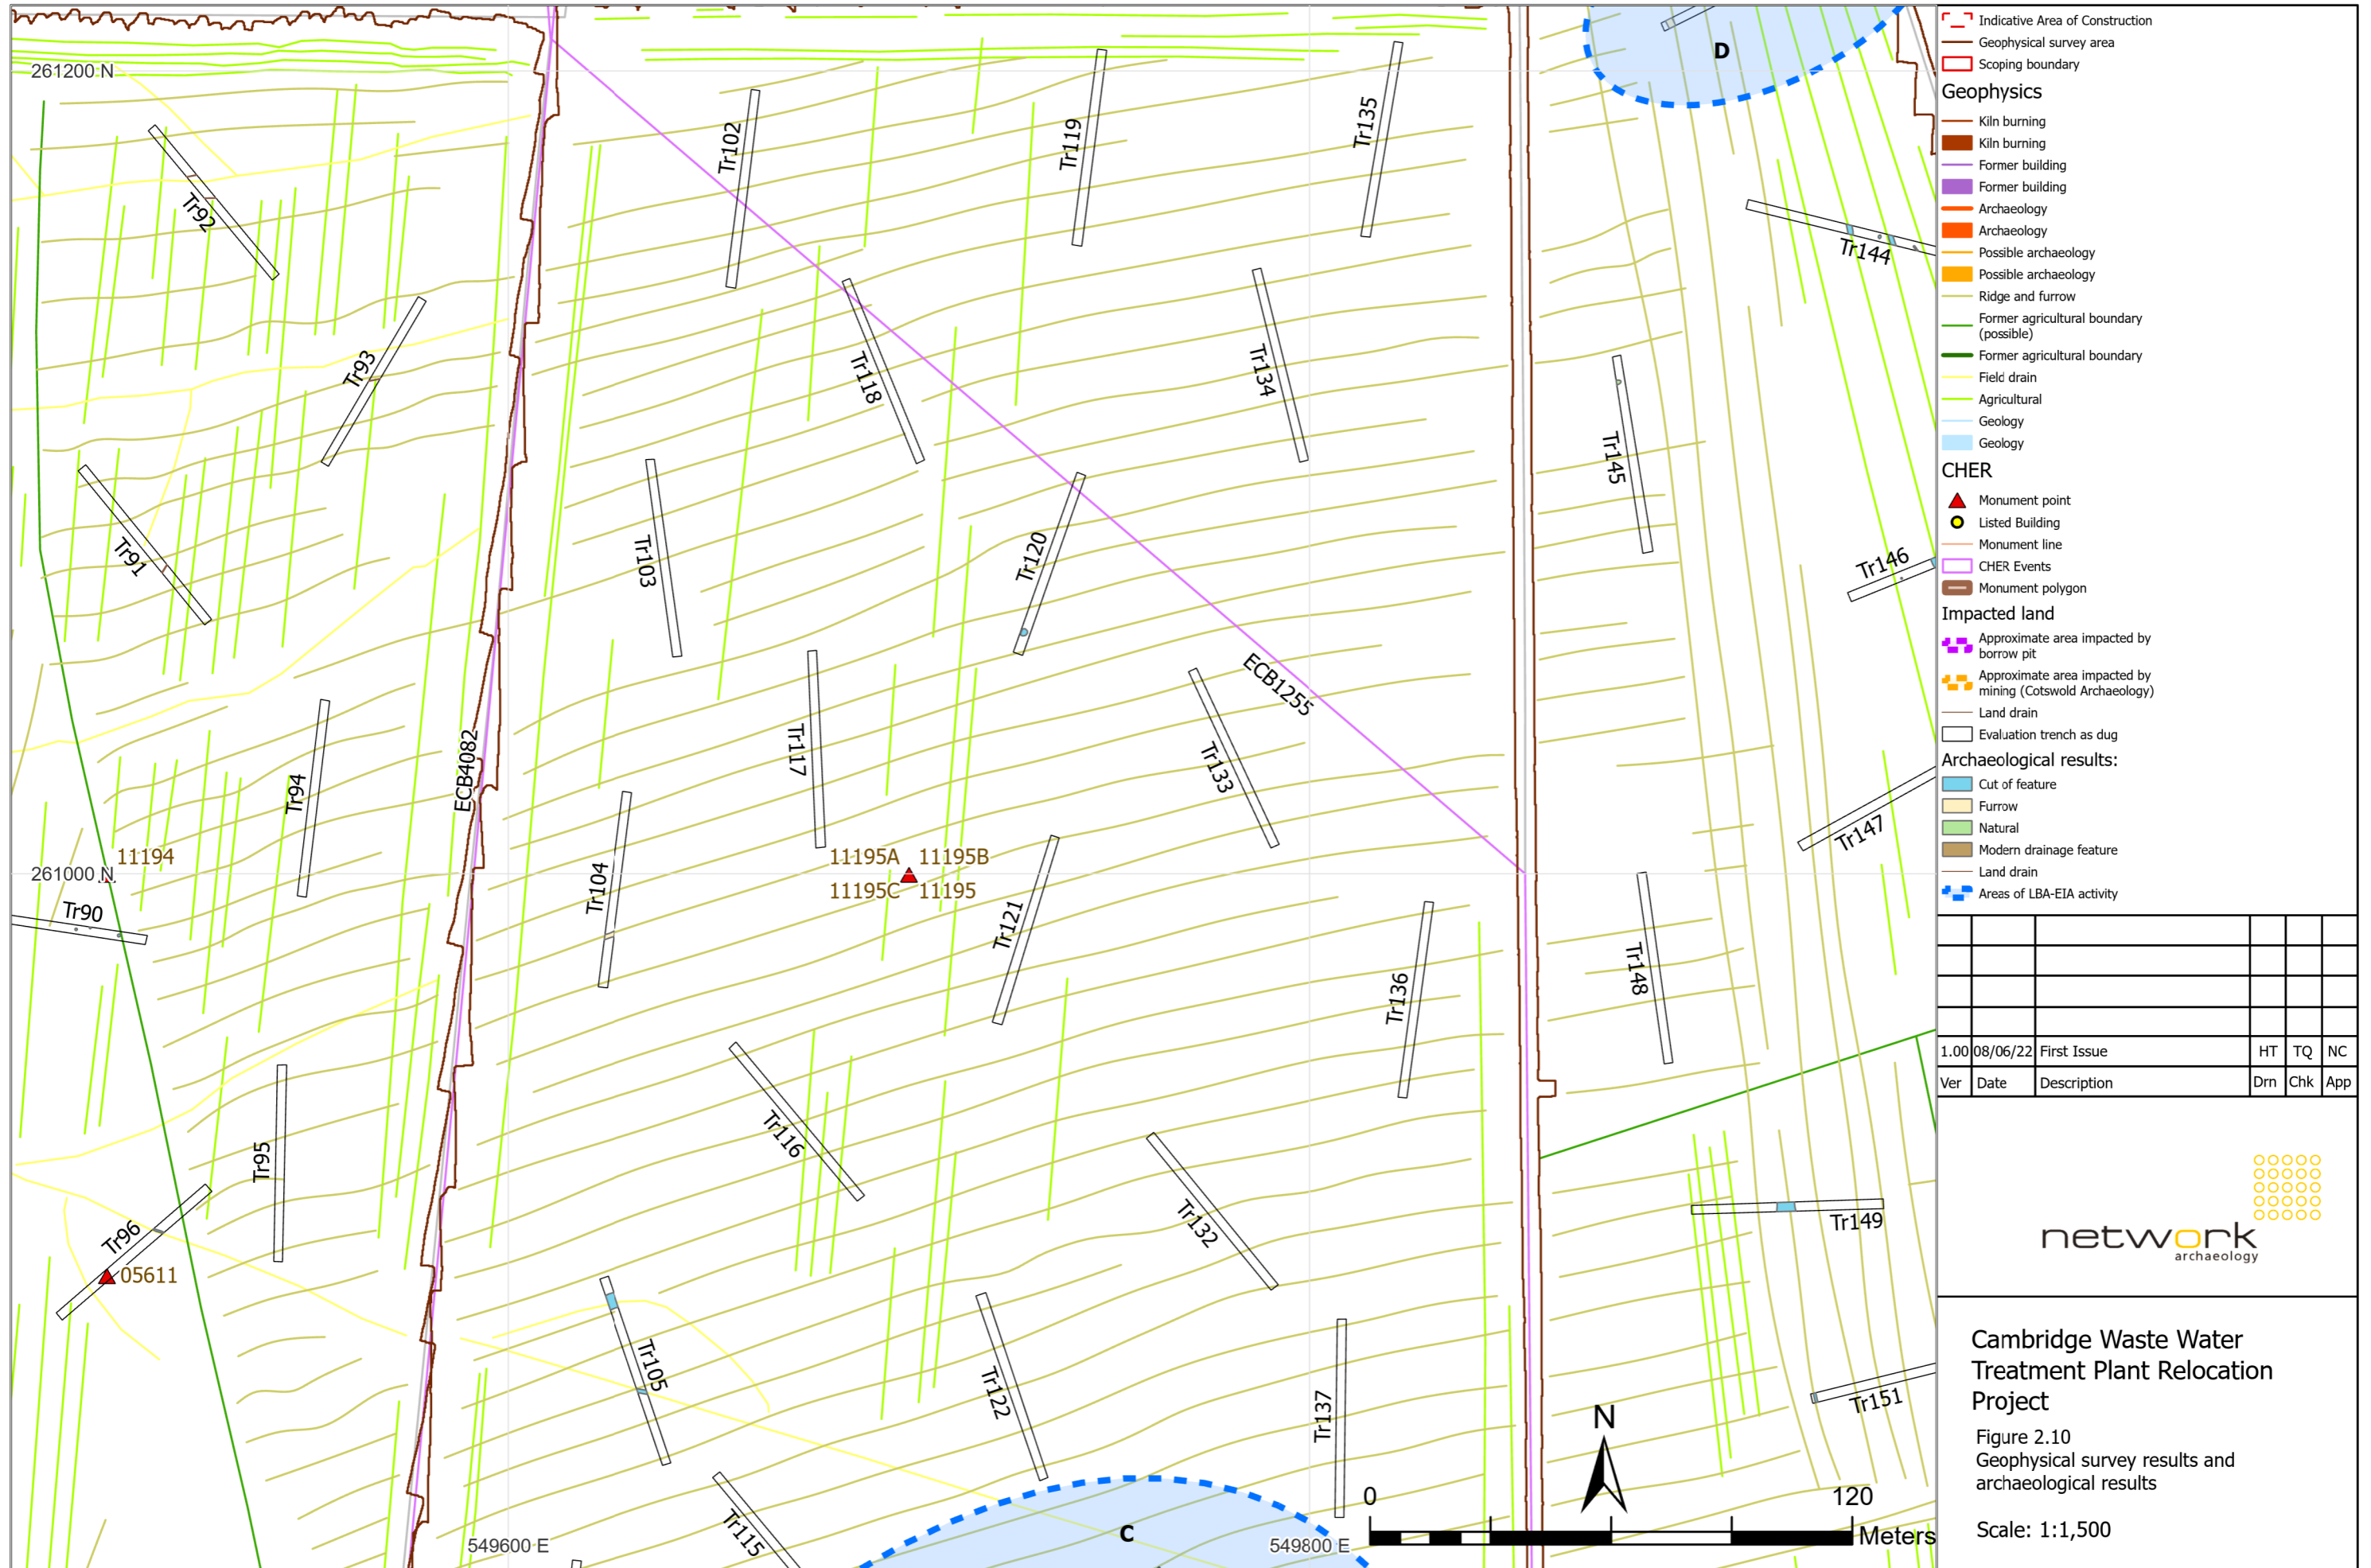 261200 N
D
Tr102
Tr119
Tr135
Tr92
Tr144
Tr93
Tr118
Tr134
Tr145
Tr91
Tr103
Tr120
Tr146
ECB1255
ECB4082
Tr94
Tr117
Tr133
Tr147
11194
11195A 11195B
261000 N
11195C 11195
Tr104
Tr90
Tr121
Tr136
Tr148
Tr116
Tr95
Tr132
Tr149
Tr96
05611
Tr105
Tr122
Tr137
Tr151
N
0 120
Meters
Tr115
C
549600 E
549800 E
Indicative Area of Construction
Geophysical survey area
Scoping boundary
Geophysics
Kiln burning
Kiln burning
Former building
Former building
Archaeology
Archaeology
Possible archaeology
Possible archaeology
Ridge and furrow
Former agricultural boundary
(possible)
Former agricultural boundary
Field drain
Agricultural
Geology
Geology
CHER
Monument point
Listed Building
Monument line
CHER Events
Monument polygon
Impacted land
Approximate area impacted by
borrow pit
Approximate area impacted by
mining (Cotswold Archaeology)
Land drain
Evaluation trench as dug
Archaeological results:
Cut of feature
Furrow
Natural
Modern drainage feature
Land drain
Areas of LBA-EIA activity
1.00 08/06/22 First Issue HT TQ NC
Ver Date Description Drn Chk App
network
archaeology
Cambridge Waste Water
Treatment Plant Relocation
Project
Figure 2.10
Geophysical survey results and
archaeological results
Scale: 1:1,500